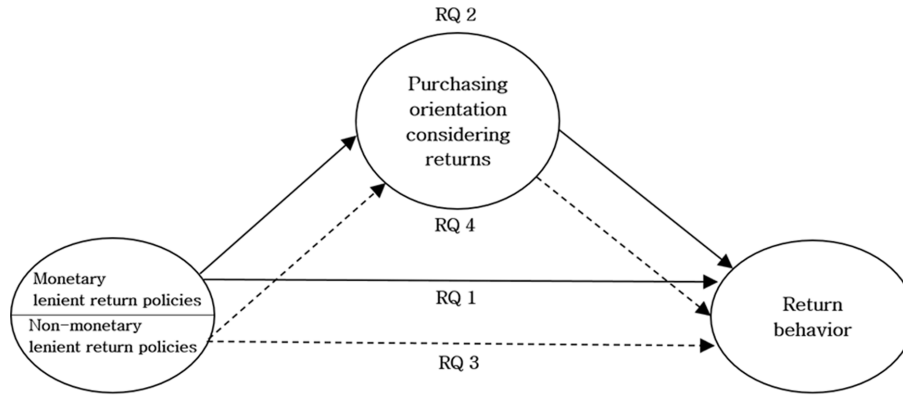 RQ 2
Purchasing
orientation
considering
returns
RQ 4
Monetary
lenient return policies
Non-monetary
lenient return policies
RQ 1
RQ 3
Return
behavior